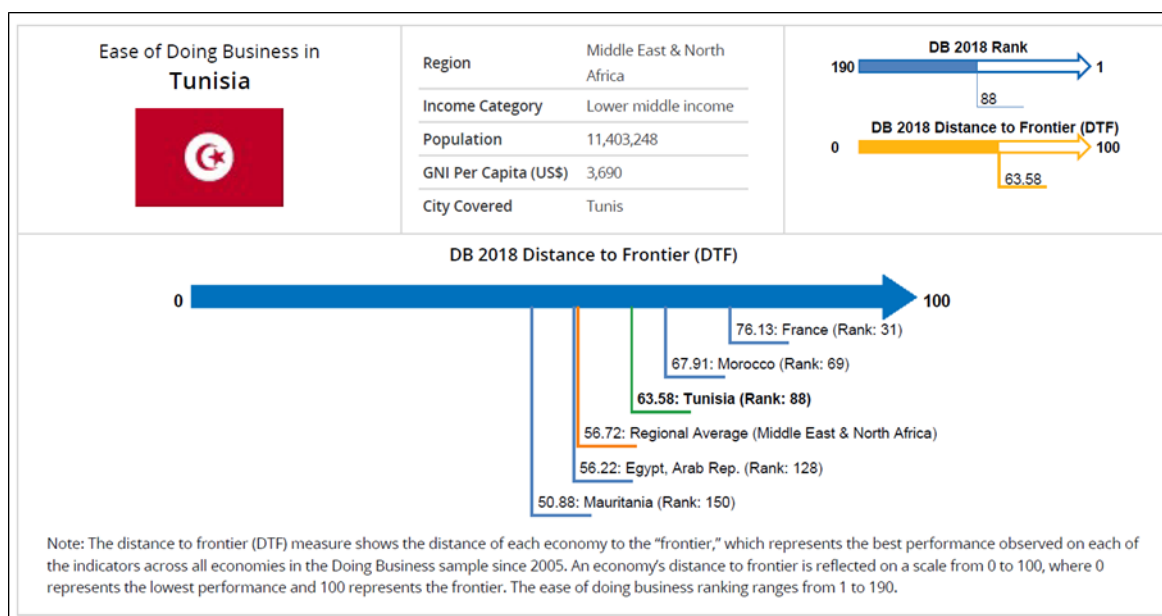 Ease of Doing Business in
Tunisia
Region Middle East & North
Africa
Income Category Lower middle income
Population 11,403,248
GNI Per Capita (US$) 3,690
City Covered Tunis
DB 2018 Rank
190 1
88
DB 2018 Distance to Frontier (DTF)
0 100
63.58
DB 2018 Distance to Frontier (DTF)
0 100
76.13: France (Rank: 31)
67.91: Morocco (Rank: 69)
63.58: Tunisia (Rank: 88)
56.72: Regional Average (Middle East & North Africa)
56.22: Egypt, Arab Rep. (Rank: 128)
50.88: Mauritania (Rank: 150)
Note: The distance to frontier (DTF) measure shows the distance of each economy to the “frontier,” which represents the best performance observed on each of
the indicators across all economies in the Doing Business sample since 2005. An economy’s distance to frontier is reflected on a scale from 0 to 100, where 0
represents the lowest performance and 100 represents the frontier. The ease of doing business ranking ranges from 1 to 190.